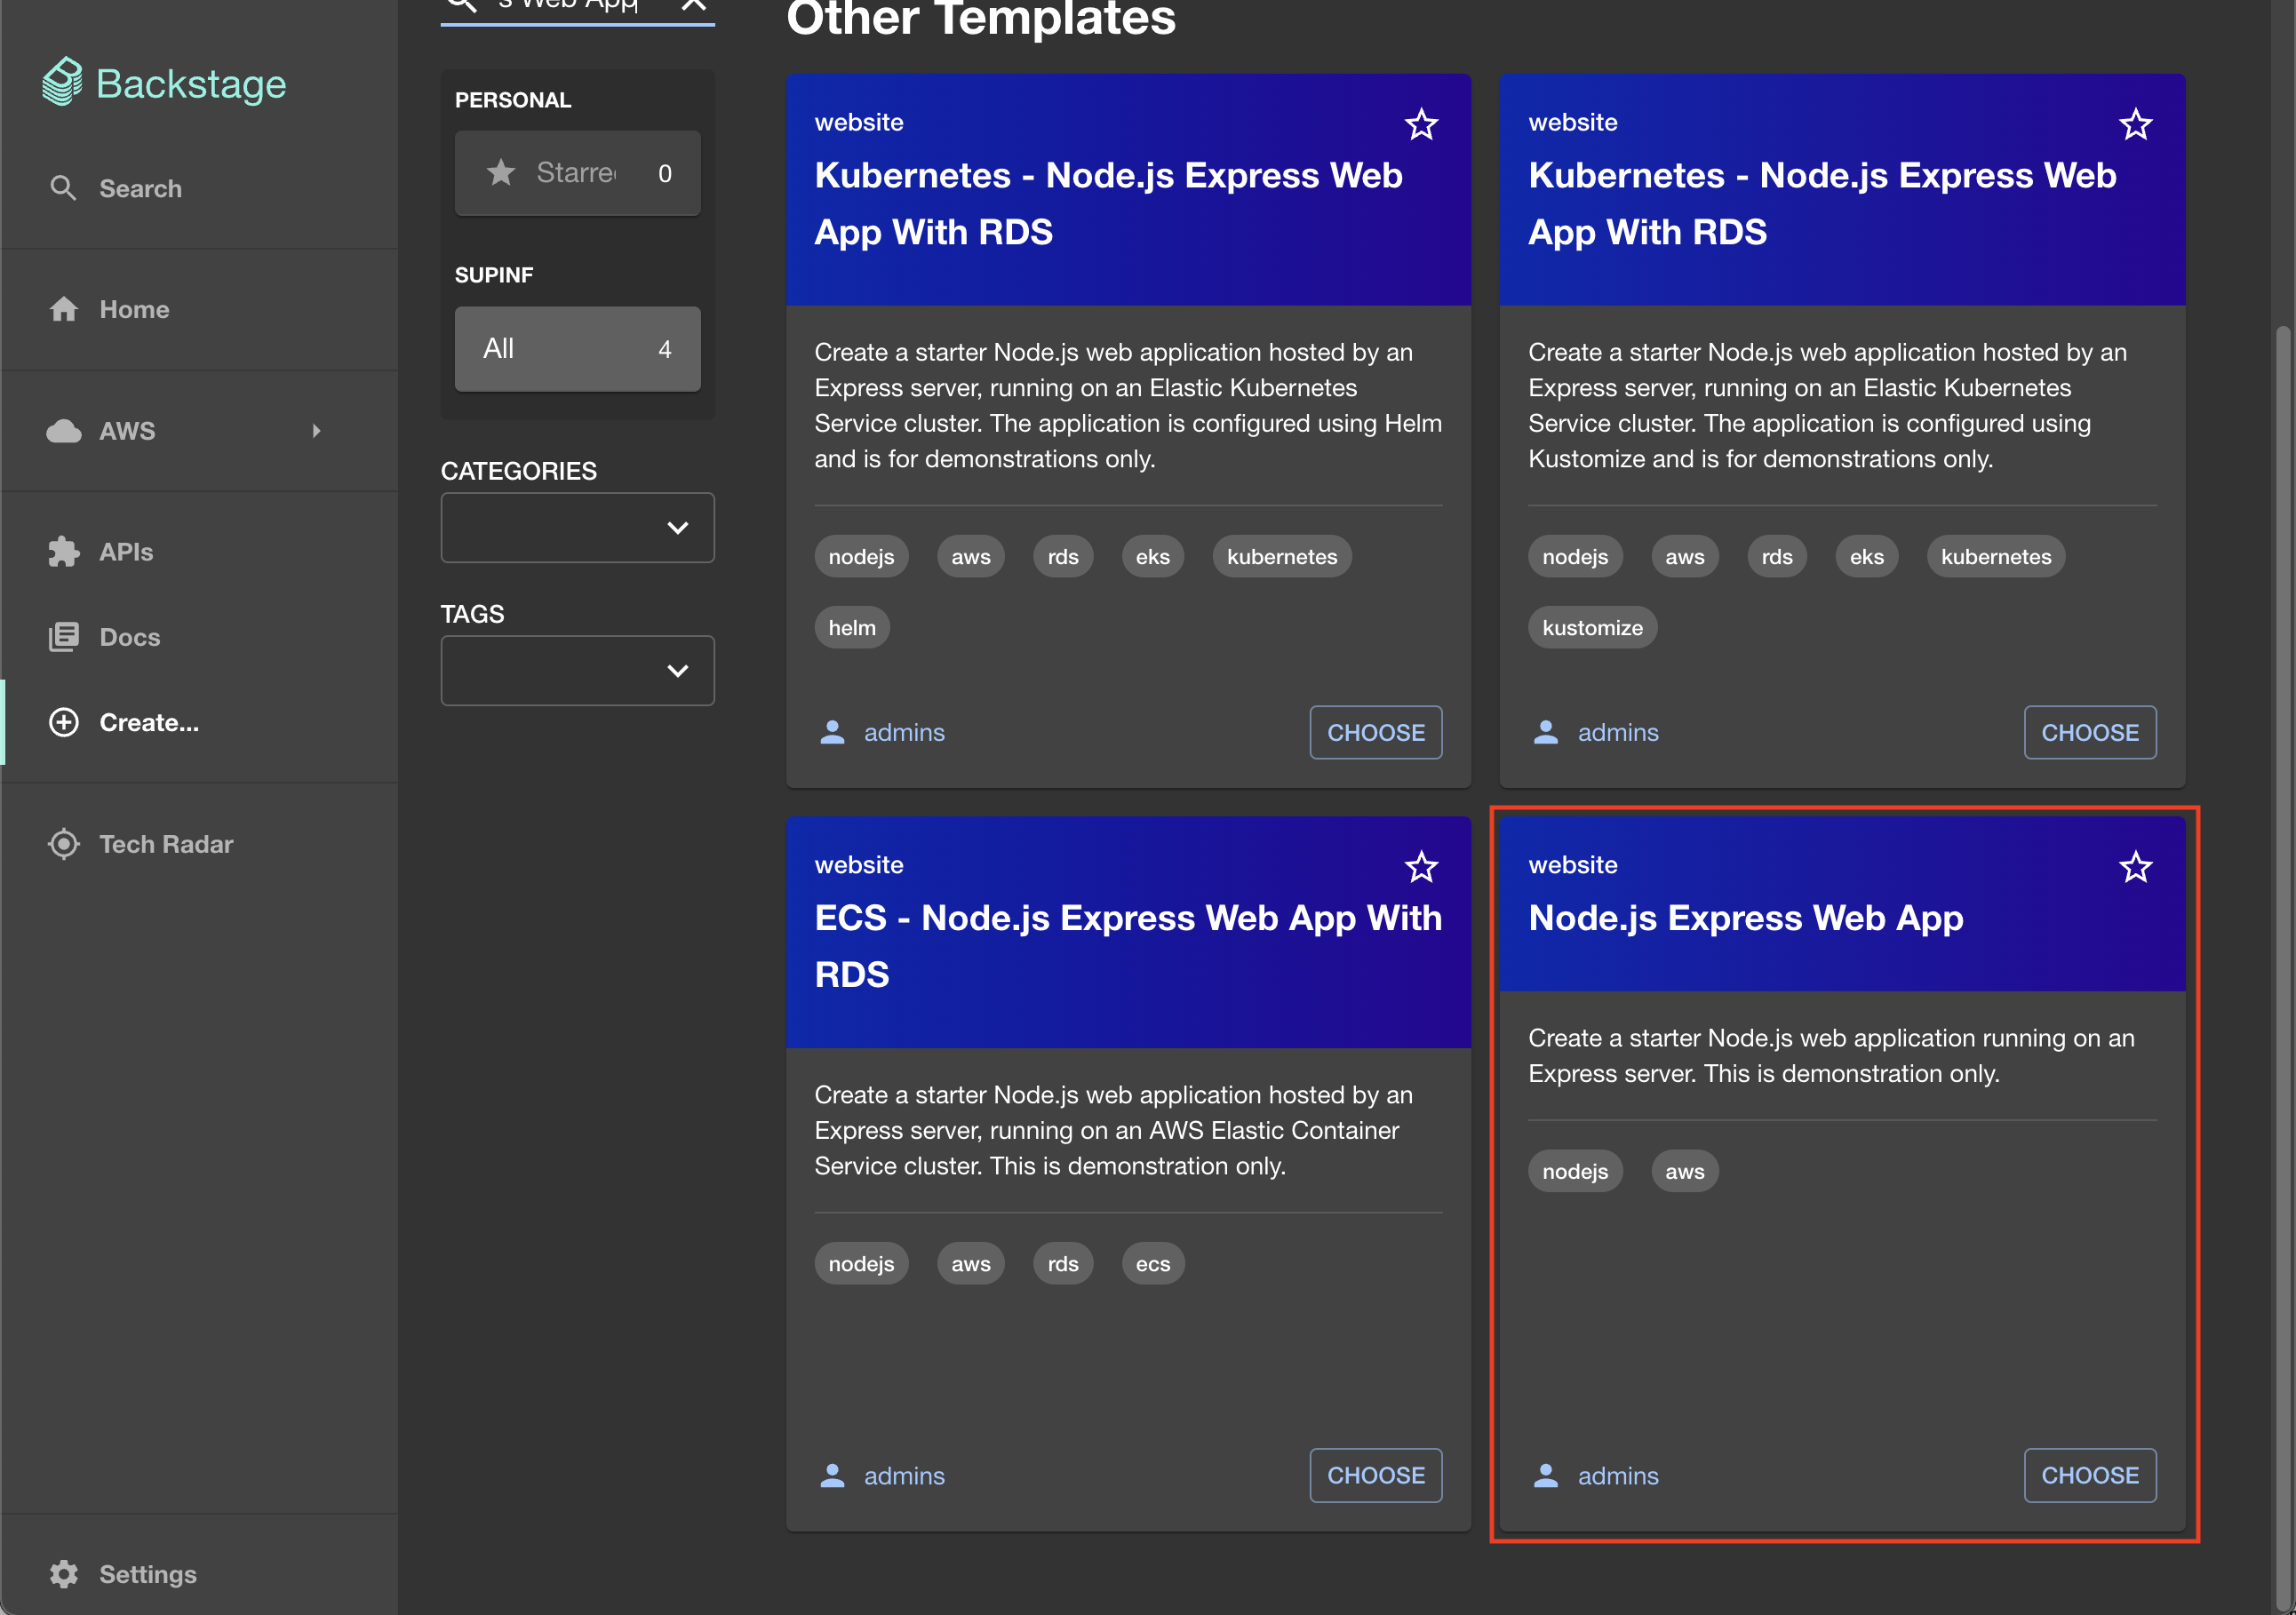 Backstage
Search
Home
AWS
APIs
Docs
Create...
Tech Radar
Settings
s Web App
PERSONAL
Starre 0
SUPINF
All 4
CATEGORIES
TAGS
Other Templates
website
Kubernetes - Node.js Express Web
App With RDS
Create a starter Node.js web application hosted by an
Express server, running on an Elastic Kubernetes
Service cluster. The application is configured using Helm
and is for demonstrations only.
nodejs aws rds eks kubernetes
helm
admins CHOOSE
website
Kubernetes - Node.js Express Web
App With RDS
Create a starter Node.js web application hosted by an
Express server, running on an Elastic Kubernetes
Service cluster. The application is configured using
Kustomize and is for demonstrations only.
nodejs aws rds eks kubernetes
kustomize
admins CHOOSE
website
ECS - Node.js Express Web App With
RDS
Create a starter Node.js web application hosted by an
Express server, running on an AWS Elastic Container
Service cluster. This is demonstration only.
nodejs aws rds ecs
admins CHOOSE
website
Node.js Express Web App
Create a starter Node.js web application running on an
Express server. This is demonstration only.
nodejs aws
admins CHOOSE